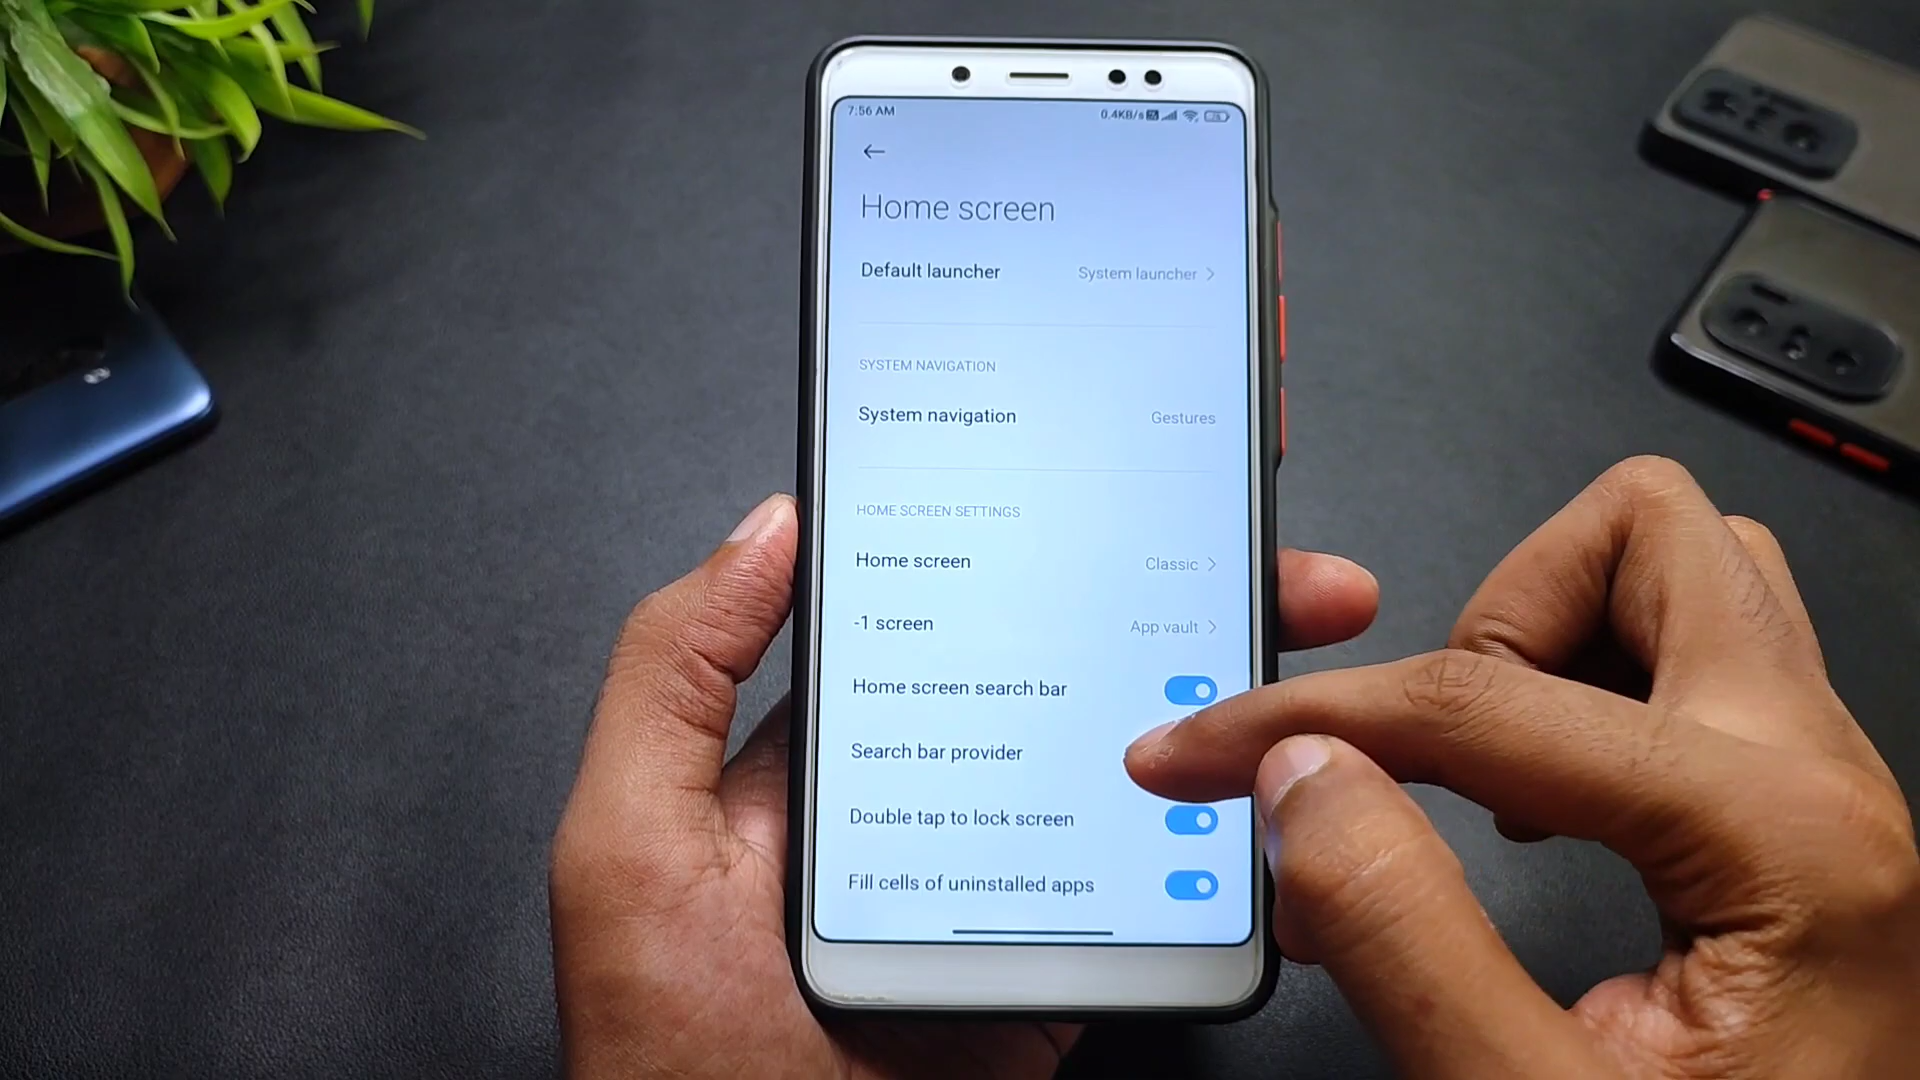 7:56 AM 0.4KB/s
Home screen
Default launcher System launcher
SYSTEM NAVIGATION
System navigation Gestures
HOME SCREEN SETTINGS
Home screen Classic
-1 screen App vault
Home screen search bar
Search bar provider
Double tap to lock screen
Fill cells of uninstalled apps